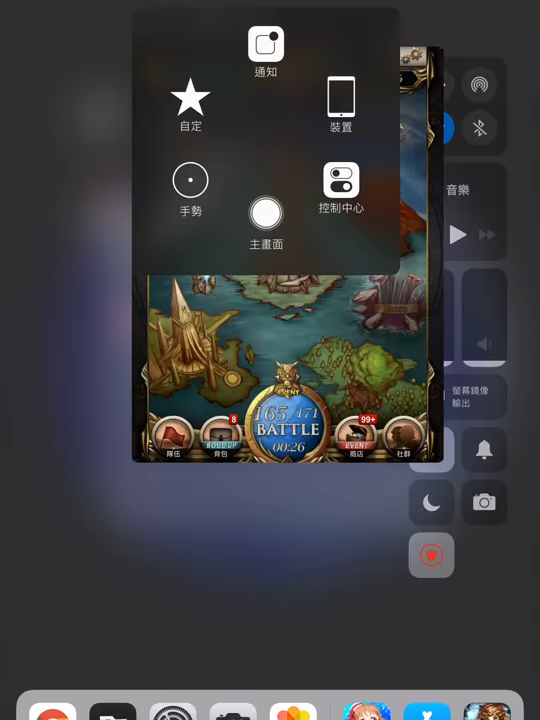 通知
自定
裝置
手勢
控制中心
主畫面
音樂
螢幕鏡像
輸出
EVENT
165/171
BATTLE
00:26
8
SOUL UP
99+
EVENT
隊伍
背包
商店
社群